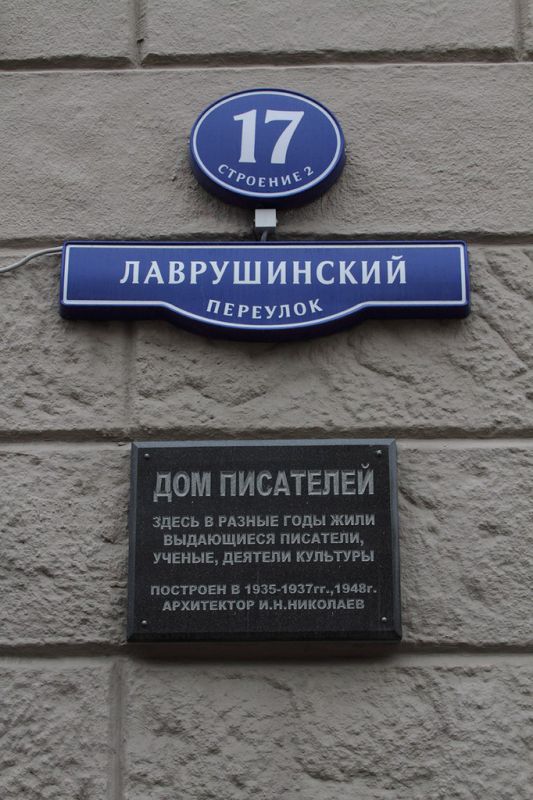 17
СТРОЕНИЕ 2
ЛАВРУШИНСКИЙ
ПЕРЕУЛОК
ДОМ ПИСАТЕЛЕЙ
ЗДЕСЬ В РАЗНЫЕ ГОДЫ ЖИЛИ
ВЫДАЮЩИЕСЯ ПИСАТЕЛИ,
УЧЕНЫЕ, ДЕЯТЕЛИ КУЛЬТУРЫ
ПОСТРОЕН В 1935-1937гг.,1948г.
АРХИТЕКТОР И.Н.НИКОЛАЕВ